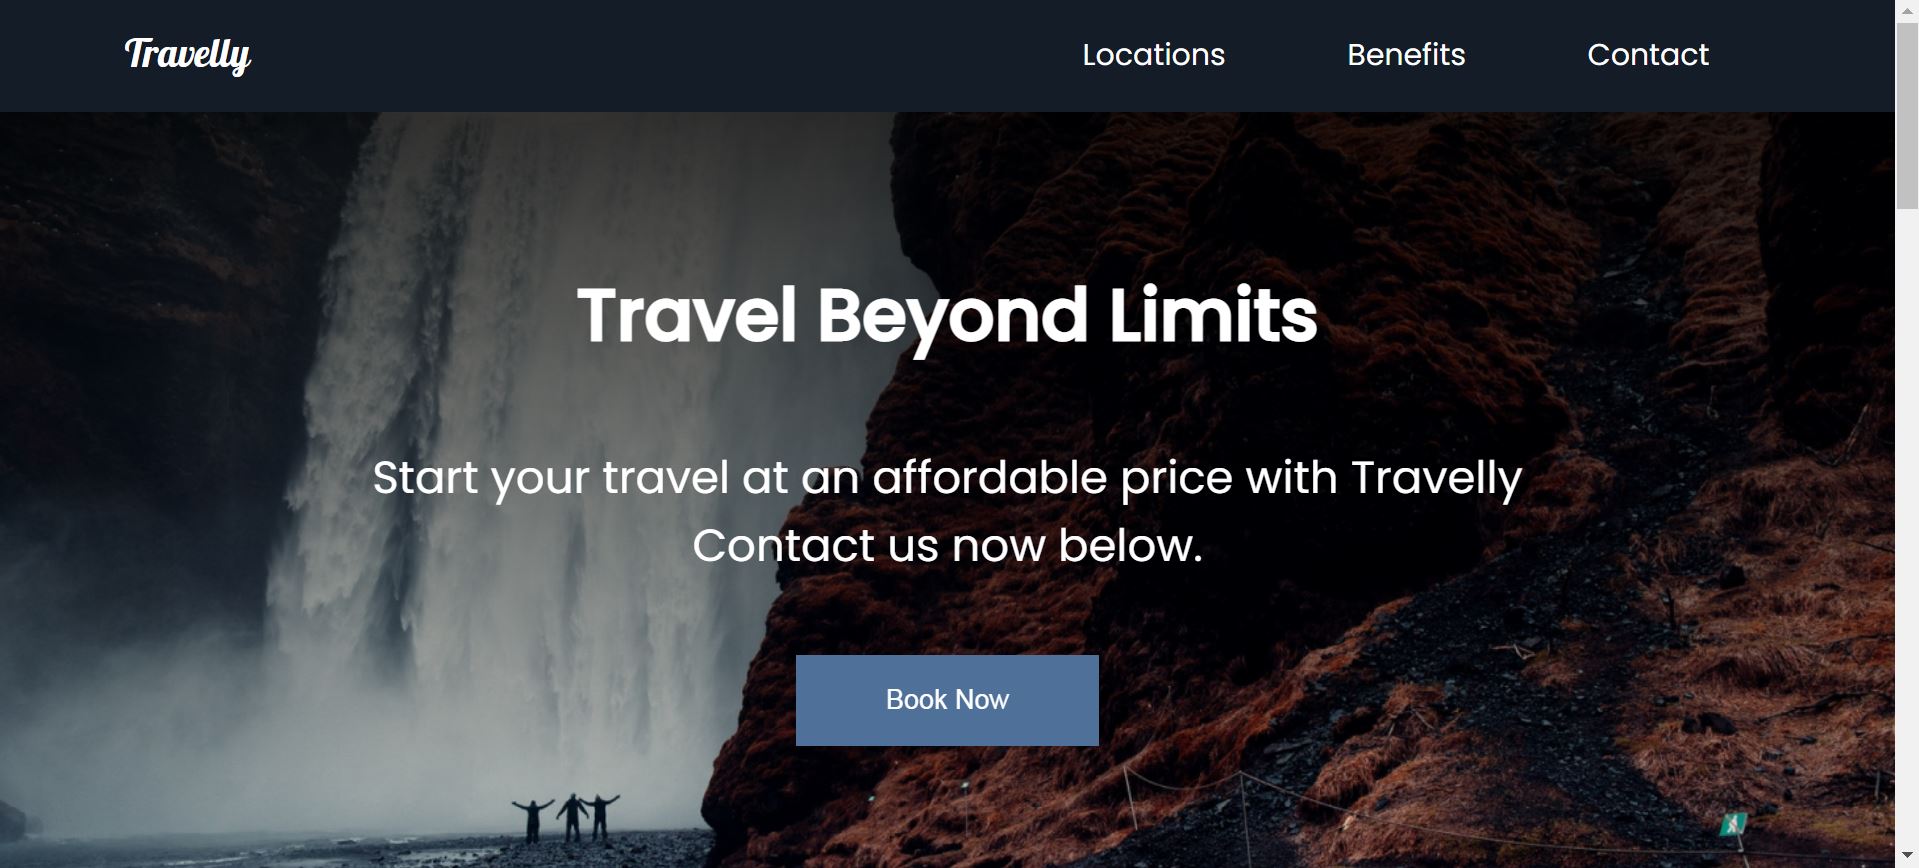 Travelly
Locations Benefits Contact
Travel Beyond Limits
Start your travel at an affordable price with Travelly
Contact us now below.
Book Now